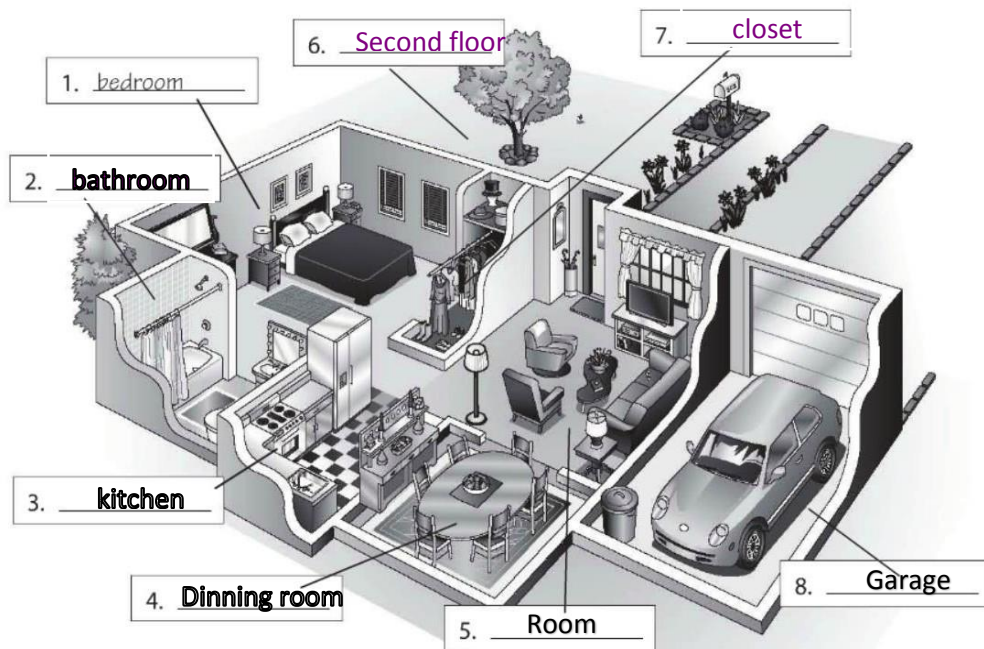 1. bedroom
2. bathroom
3. kitchen
4. Dinning room
5. Room
6. Second floor
7. closet
8. Garage